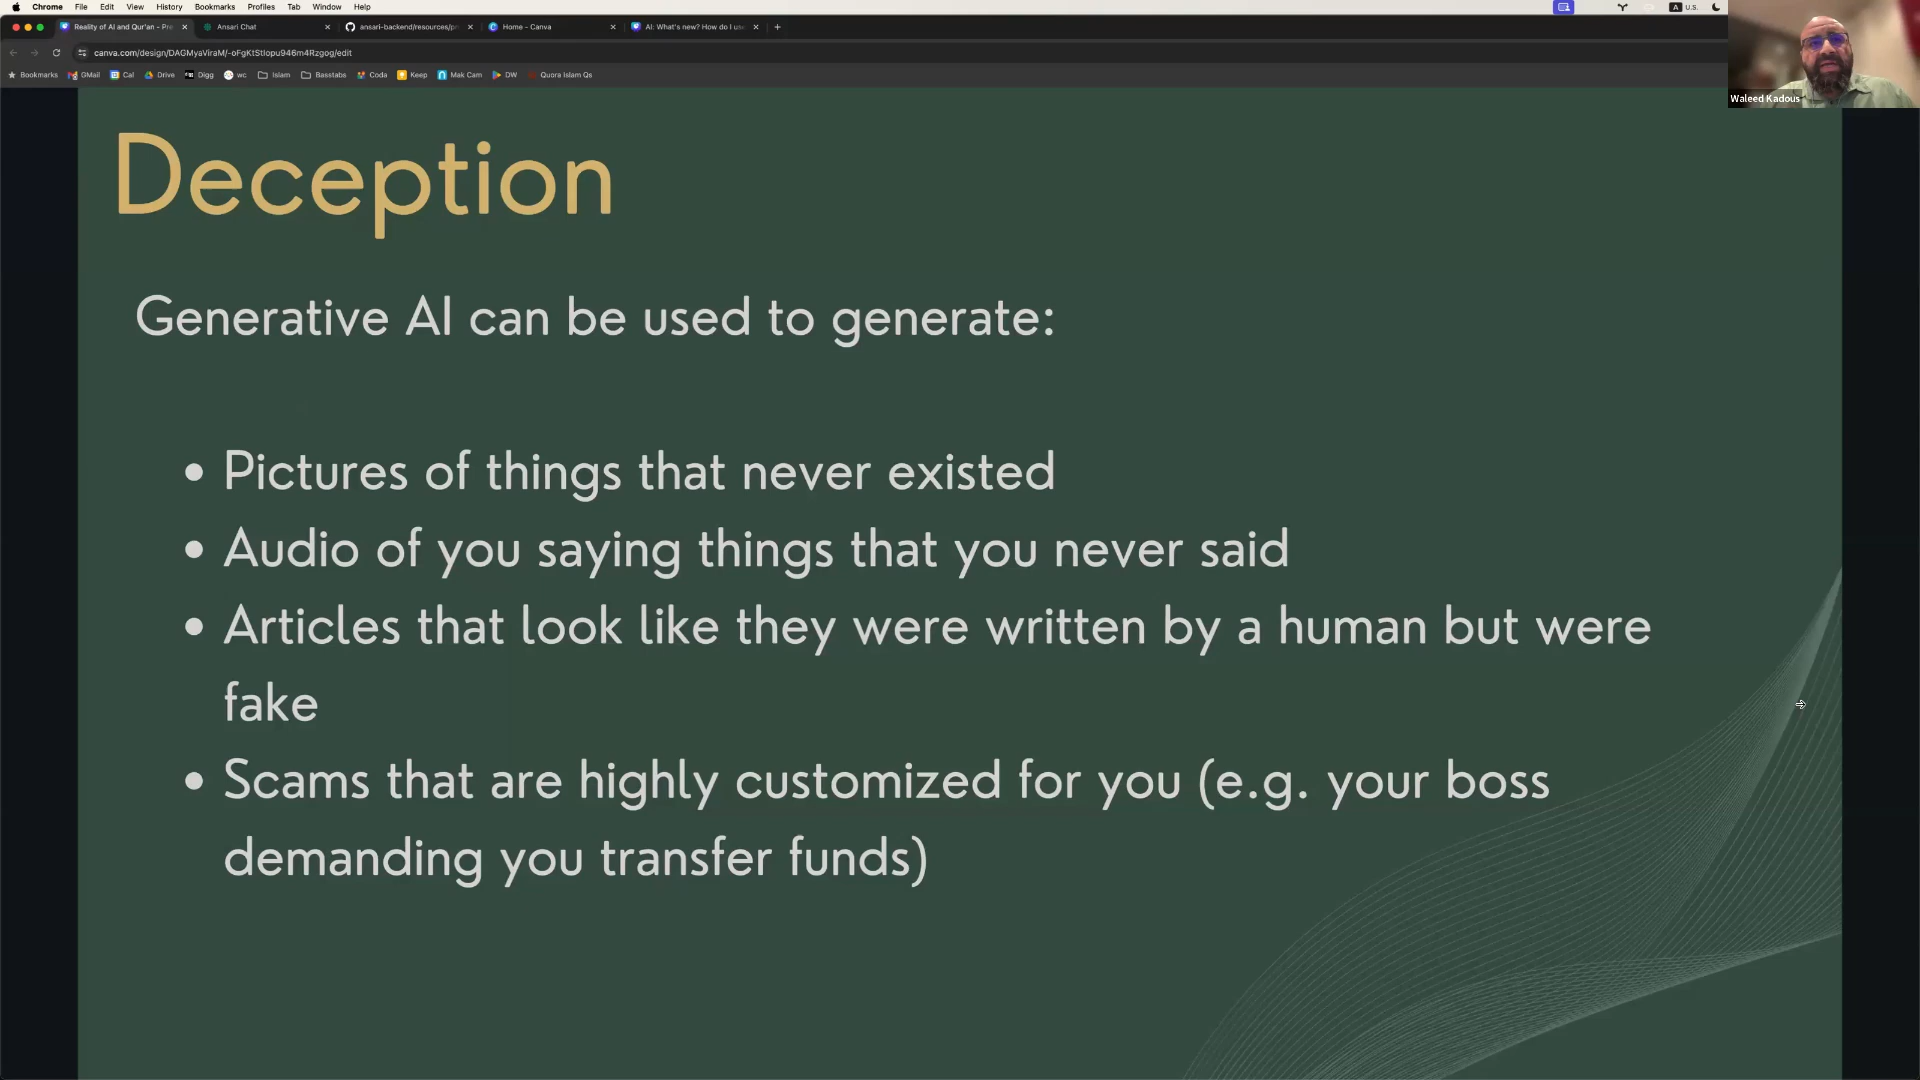 Chrome File Edit View History Bookmarks Profiles Tab Window Help
A U.S.
Reality of AI and Qur'an - Pre
Ansari Chat
ansari-backend/resources/pr
Home - Canva
AI: What's new? How do I use
canva.com/design/DAGMyaViraM/-oFgKtStIopu946m4Rzgog/edit
Bookmarks GMail Cal Drive Digg wc Islam Basstabs Coda Keep Mak Cam DW Quora Islam Qs
Waleed Kadous
Deception
Generative AI can be used to generate:
• Pictures of things that never existed
• Audio of you saying things that you never said
• Articles that look like they were written by a human but were
fake
• Scams that are highly customized for you (e.g. your boss
demanding you transfer funds)